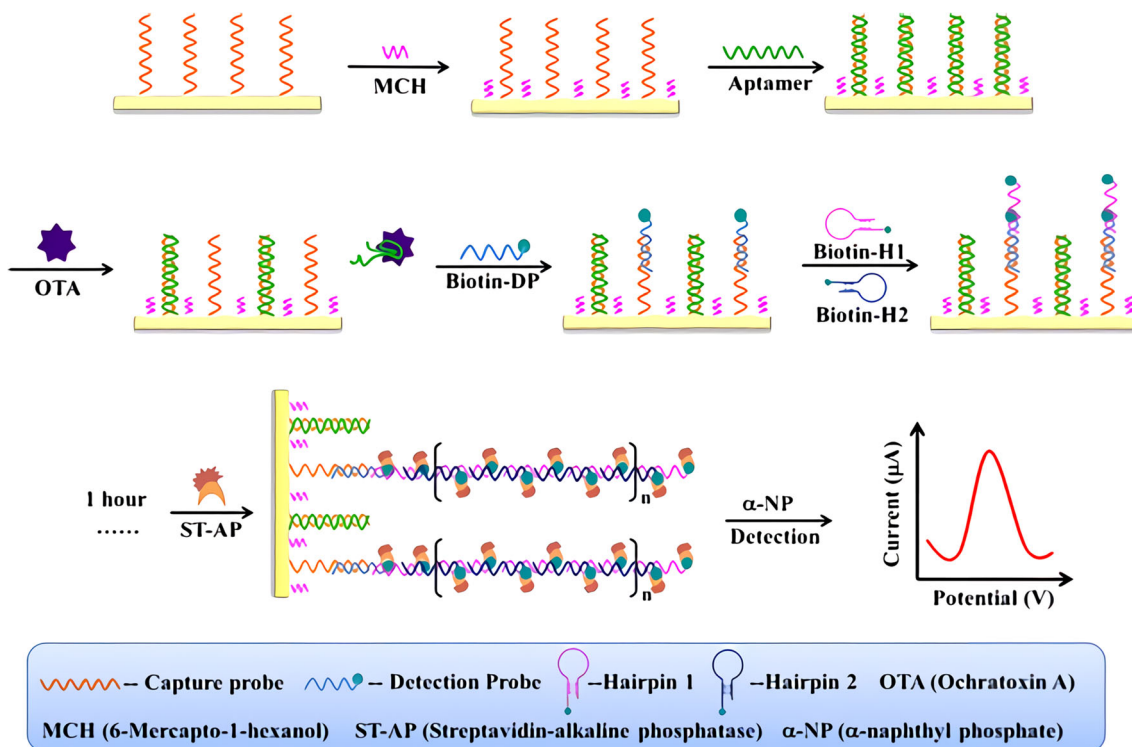 MCH
Aptamer
OTA
Biotin-DP
Biotin-H1
Biotin-H2
1 hour
......
ST-AP
n
n
α-NP
Detection
Current (μA)
Potential (V)
– Capture probe
– Detection Probe
–Hairpin 1
–Hairpin 2
OTA (Ochratoxin A)
MCH (6-Mercapto-1-hexanol)
ST-AP (Streptavidin-alkaline phosphatase)
α-NP (α-naphthyl phosphate)